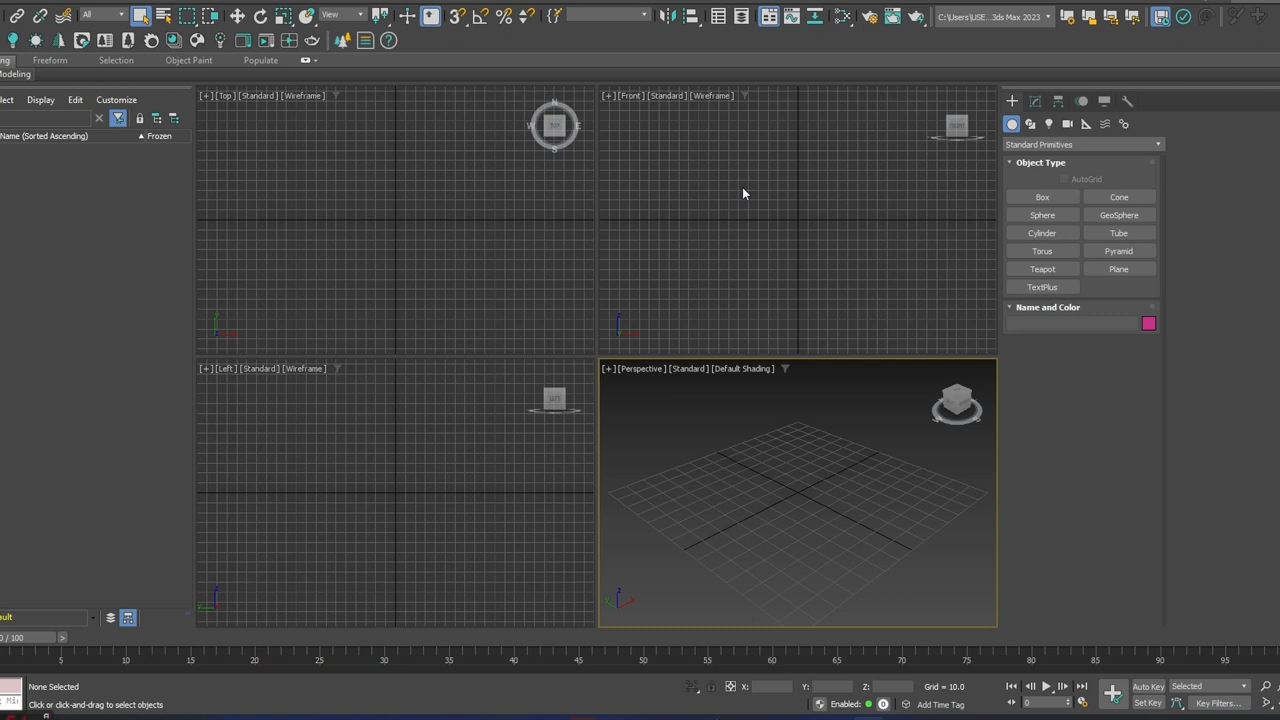 All
View
C:\Users\USE...3ds Max 2023
Freeform
Selection
Object Paint
Populate
Display Edit Customize
Name (Sorted Ascending) ▲ Frozen
[+] [Top] [Standard] [Wireframe]
N
W TOP E
S
[+] [Front] [Standard] [Wireframe]
FRONT
Standard Primitives
Object Type
AutoGrid
Box Cone
Sphere GeoSphere
Cylinder Tube
Torus Pyramid
Teapot Plane
TextPlus
Name and Color
[+] [Left] [Standard] [Wireframe]
LEFT
[+] [Perspective] [Standard] [Default Shading]
z
x
y
0 / 100 >
5 10 15 20 25 30 35 40 45 50 55 60 65 70 75 80 85 90 95
None Selected
X: Y: Z: Grid = 10.0
Auto Key Selected
Click or click-and-drag to select objects
Enabled: 0 Add Time Tag
0
Set Key Key Filters...